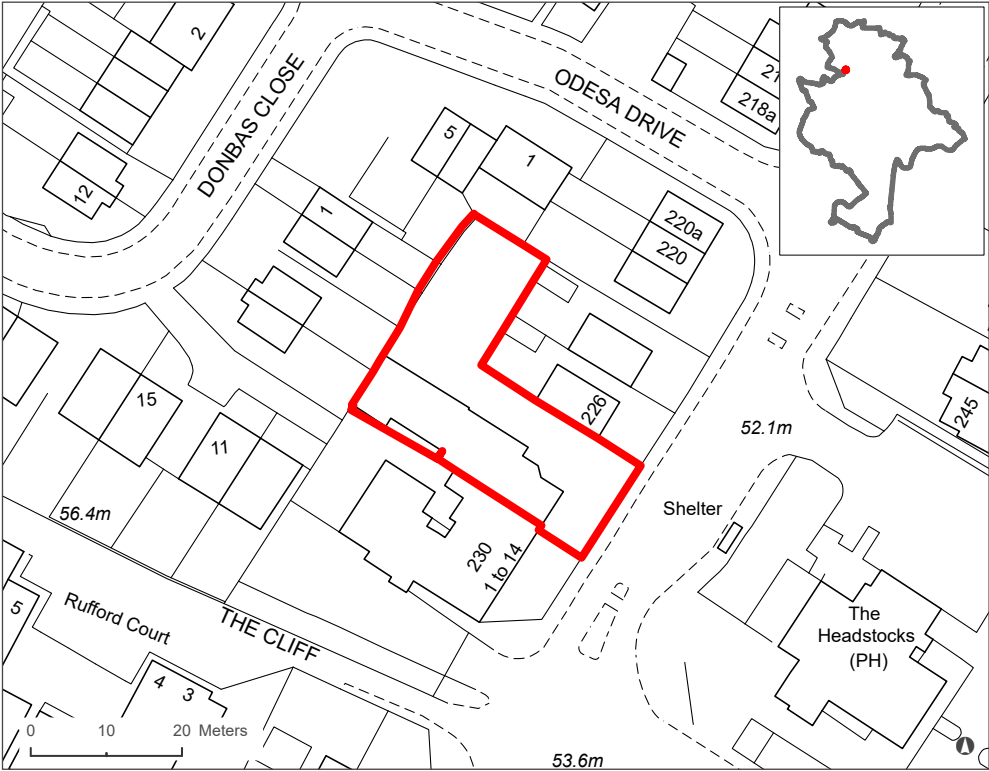 2
DONBAS CLOSE
ODESA DRIVE
218a
5
1
12
1
220a
220
226
245
15
11
52.1m
Shelter
56.4m
230
1 to 14
5
Rufford Court
THE CLIFF
The
Headstocks
(PH)
4
3
0 10 20 Meters
53.6m